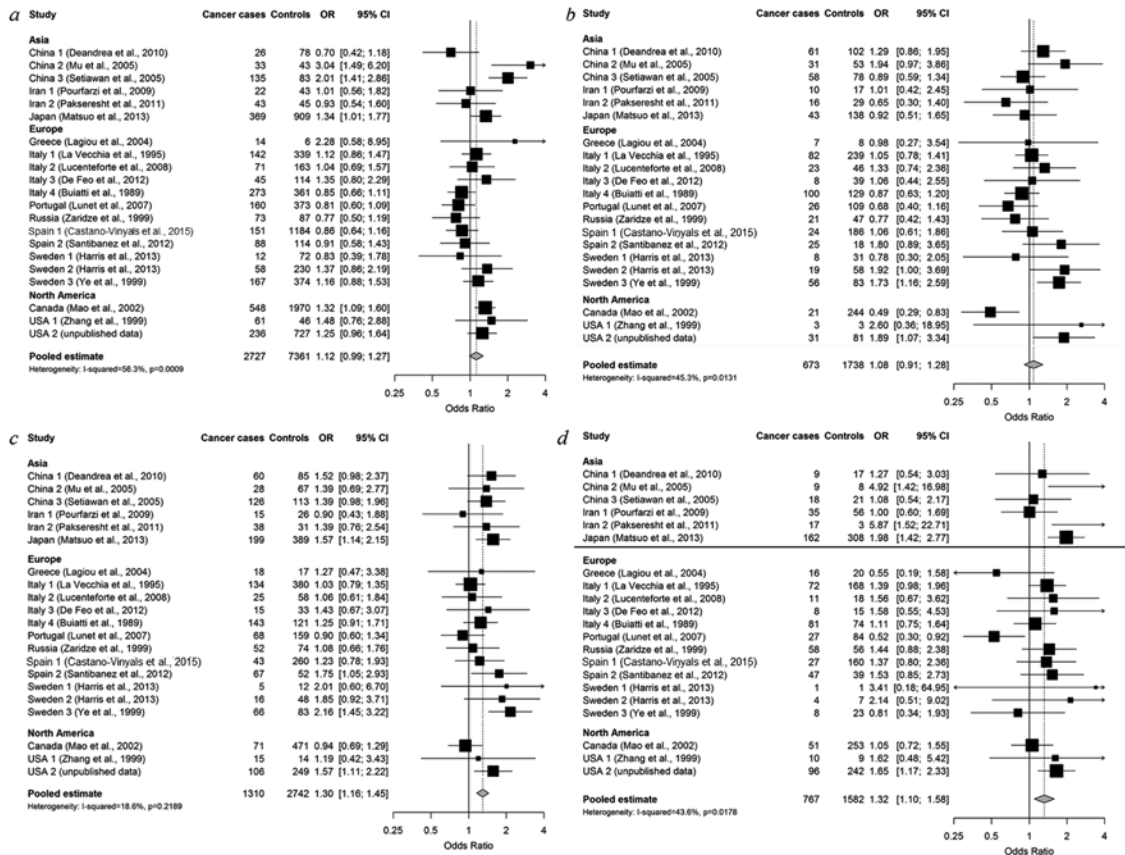 a Study Cancer cases Controls OR 95% CI
Asia
China 1 (Deandrea et al., 2010) 26 78 0.70 [0.42; 1.18]
China 2 (Mu et al., 2005) 33 43 3.04 [1.49; 6.20]
China 3 (Setiawan et al., 2005) 135 83 2.01 [1.41; 2.86]
Iran 1 (Pourfarzi et al., 2009) 22 43 1.01 [0.56; 1.82]
Iran 2 (Pakseresht et al., 2011) 43 45 0.93 [0.54; 1.60]
Japan (Matsuo et al., 2013) 369 909 1.34 [1.01; 1.77]
Europe
Greece (Lagiou et al., 2004) 14 6 2.28 [0.58; 8.95]
Italy 1 (La Vecchia et al., 1995) 142 339 1.12 [0.86; 1.47]
Italy 2 (Lucenteforte et al., 2008) 71 163 1.04 [0.69; 1.57]
Italy 3 (De Feo et al., 2012) 45 114 1.35 [0.80; 2.29]
Italy 4 (Buiatti et al., 1989) 273 361 0.85 [0.66; 1.11]
Portugal (Lunet et al., 2007) 160 373 0.81 [0.60; 1.09]
Russia (Zaridze et al., 1999) 73 87 0.77 [0.50; 1.19]
Spain 1 (Castano-Vinyals et al., 2015) 151 1184 0.86 [0.64; 1.16]
Spain 2 (Santibanez et al., 2012) 88 114 0.91 [0.58; 1.43]
Sweden 1 (Harris et al., 2013) 12 72 0.83 [0.39; 1.78]
Sweden 2 (Harris et al., 2013) 58 230 1.37 [0.86; 2.19]
Sweden 3 (Ye et al., 1999) 167 374 1.16 [0.88; 1.53]
North America
Canada (Mao et al., 2002) 548 1970 1.32 [1.09; 1.60]
USA 1 (Zhang et al., 1999) 61 46 1.48 [0.76; 2.88]
USA 2 (unpublished data) 236 727 1.25 [0.96; 1.64]
Pooled estimate 2727 7361 1.12 [0.99; 1.27]
Heterogeneity: I-squared=56.3%, p=0.0009
0.25 1 2 4
Odds Ratio
b Study Cancer cases Controls OR 95% CI
Asia
China 1 (Deandrea et al., 2010) 61 102 1.29 [0.86; 1.95]
China 2 (Mu et al., 2005) 31 53 1.94 [0.97; 3.86]
China 3 (Setiawan et al., 2005) 58 78 0.89 [0.59; 1.34]
Iran 1 (Pourfarzi et al., 2009) 10 17 1.01 [0.42; 2.45]
Iran 2 (Pakseresht et al., 2011) 16 29 0.65 [0.30; 1.40]
Japan (Matsuo et al., 2013) 43 138 0.92 [0.51; 1.65]
Europe
Greece (Lagiou et al., 2004) 7 8 0.98 [0.27; 3.54]
Italy 1 (La Vecchia et al., 1995) 82 239 1.05 [0.78; 1.41]
Italy 2 (Lucenteforte et al., 2008) 23 46 1.33 [0.74; 2.36]
Italy 3 (De Feo et al., 2012) 8 39 1.06 [0.44; 2.55]
Italy 4 (Buiatti et al., 1989) 100 129 0.87 [0.63; 1.20]
Portugal (Lunet et al., 2007) 26 109 0.68 [0.40; 1.16]
Russia (Zaridze et al., 1999) 21 47 0.77 [0.42; 1.43]
Spain 1 (Castano-Vinyals et al., 2015) 24 186 1.06 [0.61; 1.86]
Spain 2 (Santibanez et al., 2012) 25 18 1.80 [0.89; 3.65]
Sweden 1 (Harris et al., 2013) 8 31 0.78 [0.30; 2.05]
Sweden 2 (Harris et al., 2013) 19 58 1.92 [1.00; 3.69]
Sweden 3 (Ye et al., 1999) 56 83 1.73 [1.16; 2.59]
North America
Canada (Mao et al., 2002) 21 244 0.49 [0.29; 0.83]
USA 1 (Zhang et al., 1999) 3 3 2.60 [0.36; 18.95]
USA 2 (unpublished data) 31 81 1.89 [1.07; 3.34]
Pooled estimate 673 1738 1.08 [0.91; 1.28]
Heterogeneity: I-squared=45.3%, p=0.0131
0.25 1 2 4
Odds Ratio
c Study Cancer cases Controls OR 95% CI
Asia
China 1 (Deandrea et al., 2010) 60 85 1.52 [0.98; 2.37]
China 2 (Mu et al., 2005) 28 67 1.39 [0.69; 2.77]
China 3 (Setiawan et al., 2005) 126 113 1.39 [0.98; 1.96]
Iran 1 (Pourfarzi et al., 2009) 15 26 0.90 [0.43; 1.88]
Iran 2 (Pakseresht et al., 2011) 38 31 1.39 [0.76; 2.54]
Japan (Matsuo et al., 2013) 199 389 1.57 [1.14; 2.15]
Europe
Greece (Lagiou et al., 2004) 18 17 1.27 [0.47; 3.38]
Italy 1 (La Vecchia et al., 1995) 134 380 1.03 [0.79; 1.35]
Italy 2 (Lucenteforte et al., 2008) 25 58 1.06 [0.61; 1.84]
Italy 3 (De Feo et al., 2012) 15 33 1.43 [0.67; 3.07]
Italy 4 (Buiatti et al., 1989) 143 121 1.25 [0.91; 1.71]
Portugal (Lunet et al., 2007) 68 159 0.90 [0.60; 1.34]
Russia (Zaridze et al., 1999) 52 74 1.08 [0.66; 1.76]
Spain 1 (Castano-Vinyals et al., 2015) 43 260 1.23 [0.78; 1.93]
Spain 2 (Santibanez et al., 2012) 67 52 1.75 [1.05; 2.93]
Sweden 1 (Harris et al., 2013) 5 12 2.01 [0.60; 6.70]
Sweden 2 (Harris et al., 2013) 16 48 1.85 [0.92; 3.71]
Sweden 3 (Ye et al., 1999) 66 83 2.16 [1.45; 3.22]
North America
Canada (Mao et al., 2002) 71 471 0.94 [0.69; 1.29]
USA 1 (Zhang et al., 1999) 15 14 1.19 [0.42; 3.43]
USA 2 (unpublished data) 106 249 1.57 [1.11; 2.22]
Pooled estimate 1310 2742 1.30 [1.16; 1.45]
Heterogeneity: I-squared=18.6%, p=0.2189
0.25 1 2 4
Odds Ratio
d Study Cancer cases Controls OR 95% CI
Asia
China 1 (Deandrea et al., 2010) 9 17 1.27 [0.54; 3.03]
China 2 (Mu et al., 2005) 9 8 4.92 [1.42; 16.98]
China 3 (Setiawan et al., 2005) 18 21 1.08 [0.54; 2.17]
Iran 1 (Pourfarzi et al., 2009) 35 56 1.00 [0.60; 1.69]
Iran 2 (Pakseresht et al., 2011) 17 3 5.87 [1.52; 22.71]
Japan (Matsuo et al., 2013) 162 308 1.98 [1.42; 2.77]
Europe
Greece (Lagiou et al., 2004) 16 20 0.55 [0.19; 1.58]
Italy 1 (La Vecchia et al., 1995) 72 168 1.39 [0.98; 1.96]
Italy 2 (Lucenteforte et al., 2008) 11 18 1.56 [0.67; 3.62]
Italy 3 (De Feo et al., 2012) 8 15 1.58 [0.55; 4.53]
Italy 4 (Buiatti et al., 1989) 81 74 1.11 [0.75; 1.64]
Portugal (Lunet et al., 2007) 27 84 0.52 [0.30; 0.92]
Russia (Zaridze et al., 1999) 58 56 1.44 [0.88; 2.38]
Spain 1 (Castano-Vinyals et al., 2015) 27 160 1.37 [0.80; 2.36]
Spain 2 (Santibanez et al., 2012) 47 39 1.53 [0.85; 2.73]
Sweden 1 (Harris et al., 2013) 1 1 3.41 [0.18; 64.95]
Sweden 2 (Harris et al., 2013) 4 7 2.14 [0.51; 9.02]
Sweden 3 (Ye et al., 1999) 8 23 0.81 [0.34; 1.93]
North America
Canada (Mao et al., 2002) 51 253 1.05 [0.72; 1.55]
USA 1 (Zhang et al., 1999) 10 9 1.62 [0.48; 5.42]
USA 2 (unpublished data) 96 242 1.65 [1.17; 2.33]
Pooled estimate 767 1582 1.32 [1.10; 1.58]
Heterogeneity: I-squared=43.6%, p=0.0178
0.25 1 2 4
Odds Ratio